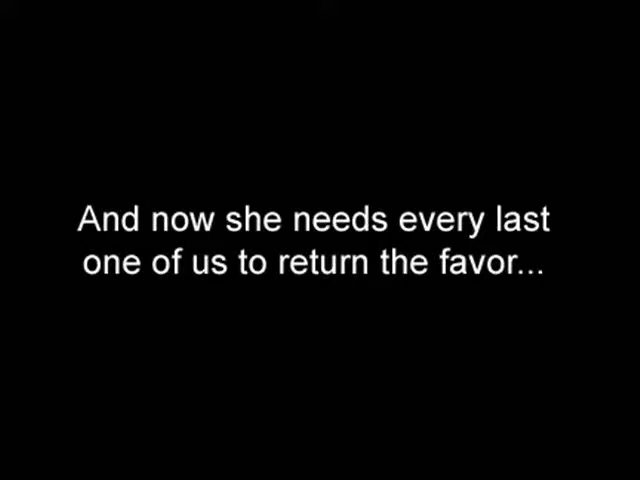 And now she needs every last
one of us to return the favor...